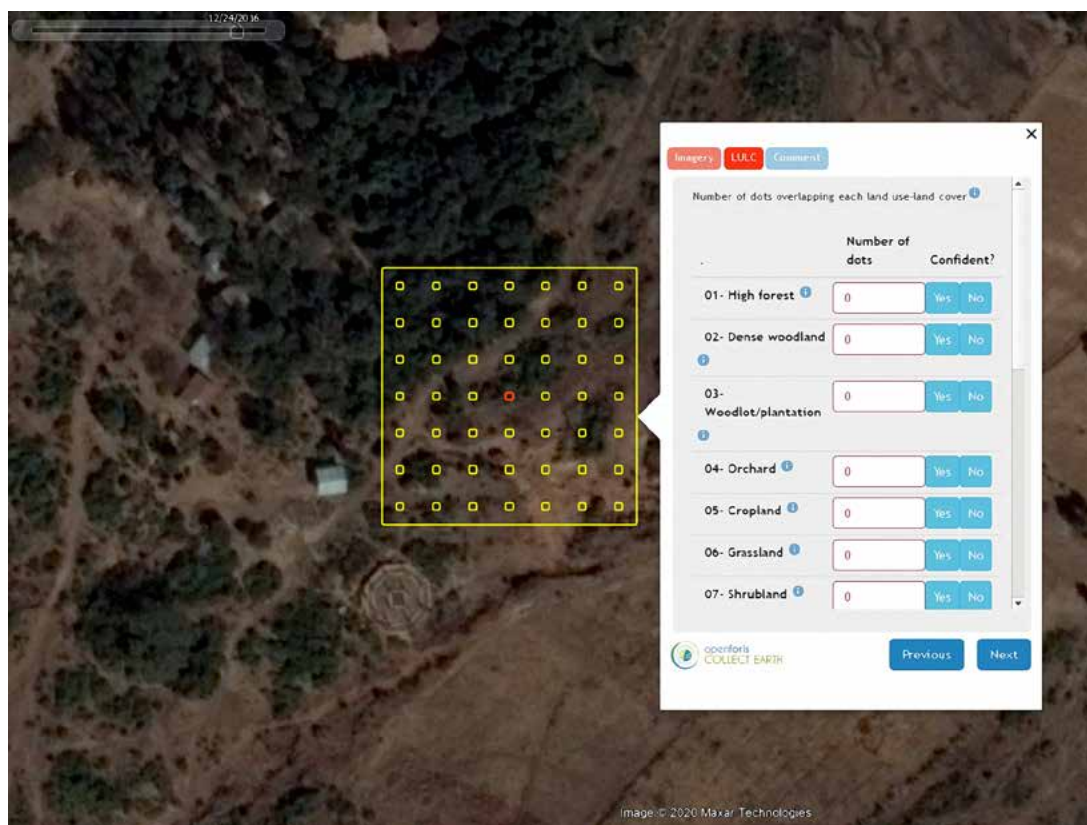 12/24/2016
×
Imagery LULC Comment
Number of dots overlapping each land use-land cover
Number of
dots Confident?
01- High forest 0 Yes No
02- Dense woodland 0 Yes No
03-
Woodlot/plantation 0 Yes No
04- Orchard 0 Yes No
05- Cropland 0 Yes No
06- Grassland 0 Yes No
07- Shrubland 0 Yes No
openforis
COLLECT EARTH
Previous Next
Image © 2020 Maxar Technologies